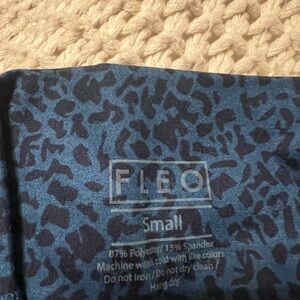 FLEO
Small
87% Polyester/ 13% Spandex
Machine wash cold with like colors
Do not Iron / Do not dry clean /
Hang dry